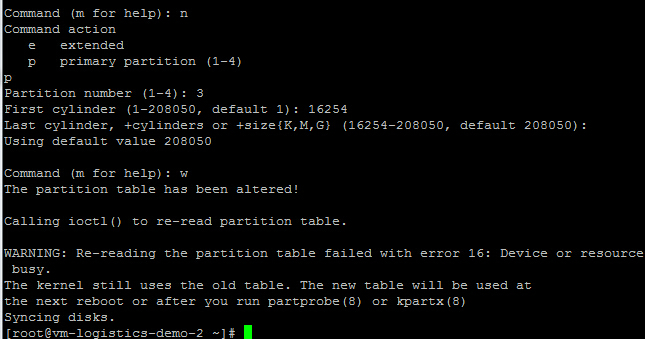 Command (m for help): n
Command action
   e   extended
   p   primary partition (1-4)
p
Partition number (1-4): 3
First cylinder (1-208050, default 1): 16254
Last cylinder, +cylinders or +size{K,M,G} (16254-208050, default 208050):
Using default value 208050

Command (m for help): w
The partition table has been altered!

Calling ioctl() to re-read partition table.

WARNING: Re-reading the partition table failed with error 16: Device or resource
 busy.
The kernel still uses the old table. The new table will be used at
the next reboot or after you run partprobe(8) or kpartx(8)
Syncing disks.
[root@vm-logistics-demo-2 ~]#